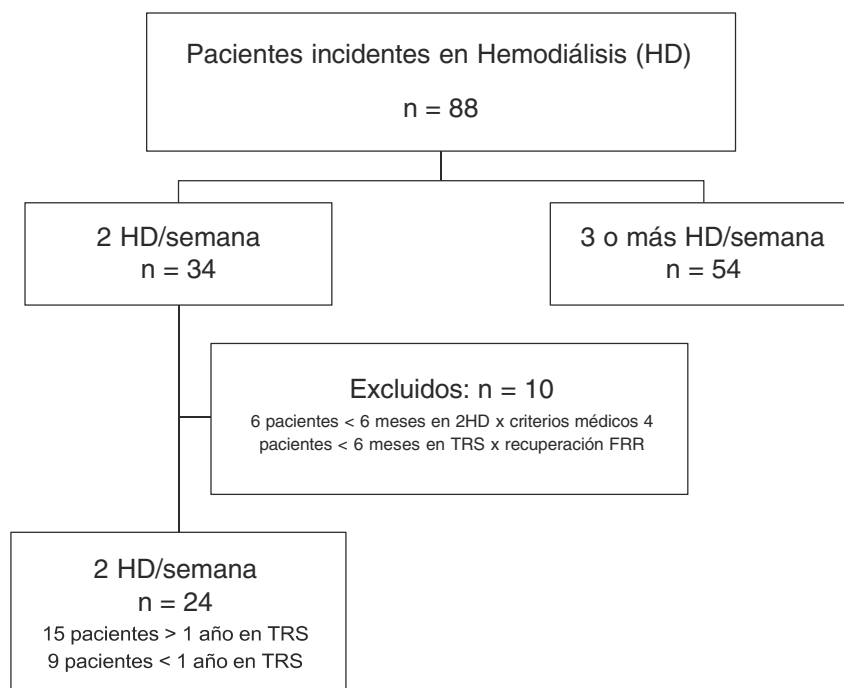 Pacientes incidentes en Hemodiálisis (HD)
n = 88
2 HD/semana
n = 34
3 o más HD/semana
n = 54
Excluidos: n = 10
6 pacientes < 6 meses en 2HD x criterios médicos 4
pacientes < 6 meses en TRS x recuperación FRR
2 HD/semana
n = 24
15 pacientes > 1 año en TRS
9 pacientes < 1 año en TRS